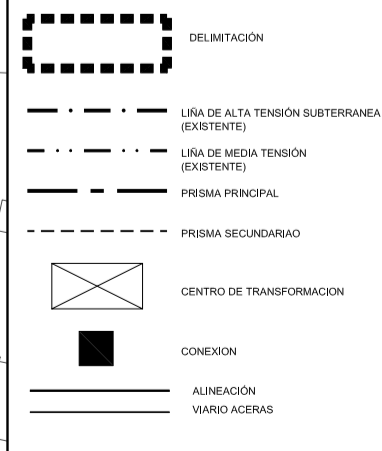 DELIMITACIÓN
LIÑA DE ALTA TENSIÓN SUBTERRANEA
(EXISTENTE)
LIÑA DE MEDIA TENSIÓN
(EXISTENTE)
PRISMA PRINCIPAL
PRISMA SECUNDARIAO
CENTRO DE TRANSFORMACION
CONEXION
ALINEACIÓN
VIARIO ACERAS